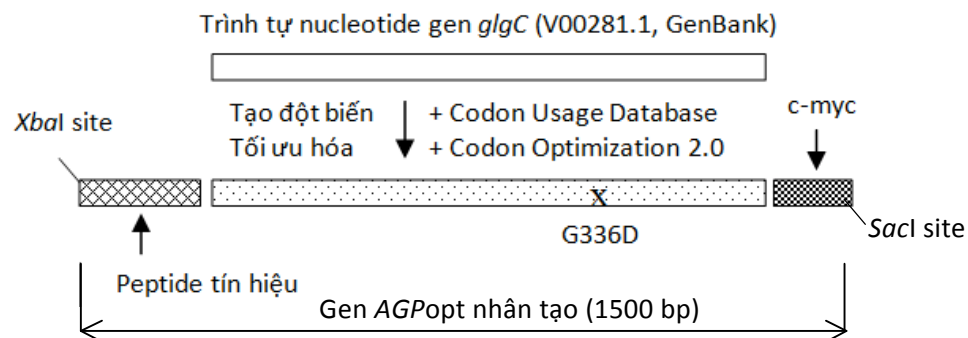 Trình tự nucleotide gen glgC (V00281.1, GenBank)
XbaI site
Tạo đột biến
Tối ưu hóa
+ Codon Usage Database
+ Codon Optimization 2.0
c-myc
X
G336D
SacI site
Peptide tín hiệu
Gen AGPopt nhân tạo (1500 bp)